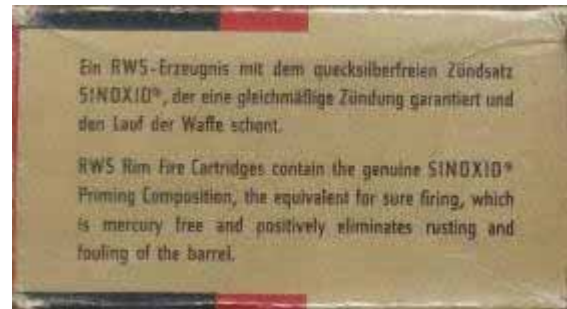 Ein RWS-Erzeugnis mit dem quecksilberfreien Zündsatz
SINOXID®, der eine gleichmäßige Zündung garantiert und
den Lauf der Waffe schont.
RWS Rim Fire Cartridges contain the genuine SINOXID®
Priming Composition, the equivalent for sure firing, which
is mercury free and positively eliminates rusting and
fouling of the barrel.